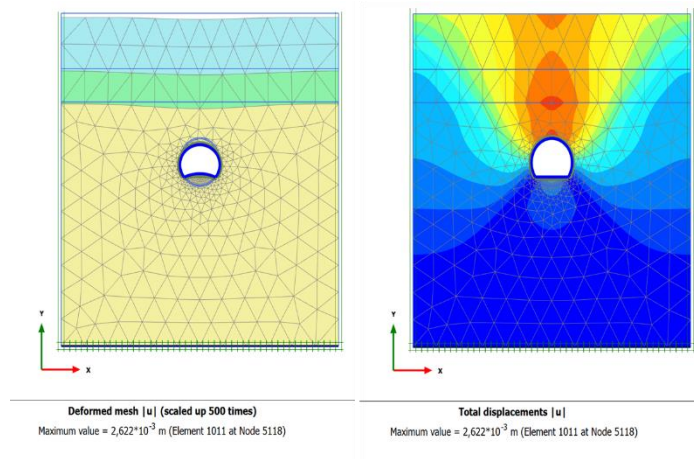 Y
X
Deformed mesh |u| (scaled up 500 times)
Maximum value = 2,622*10⁻³ m (Element 1011 at Node 5118)
Y
X
Total displacements |u|
Maximum value = 2,622*10⁻³ m (Element 1011 at Node 5118)